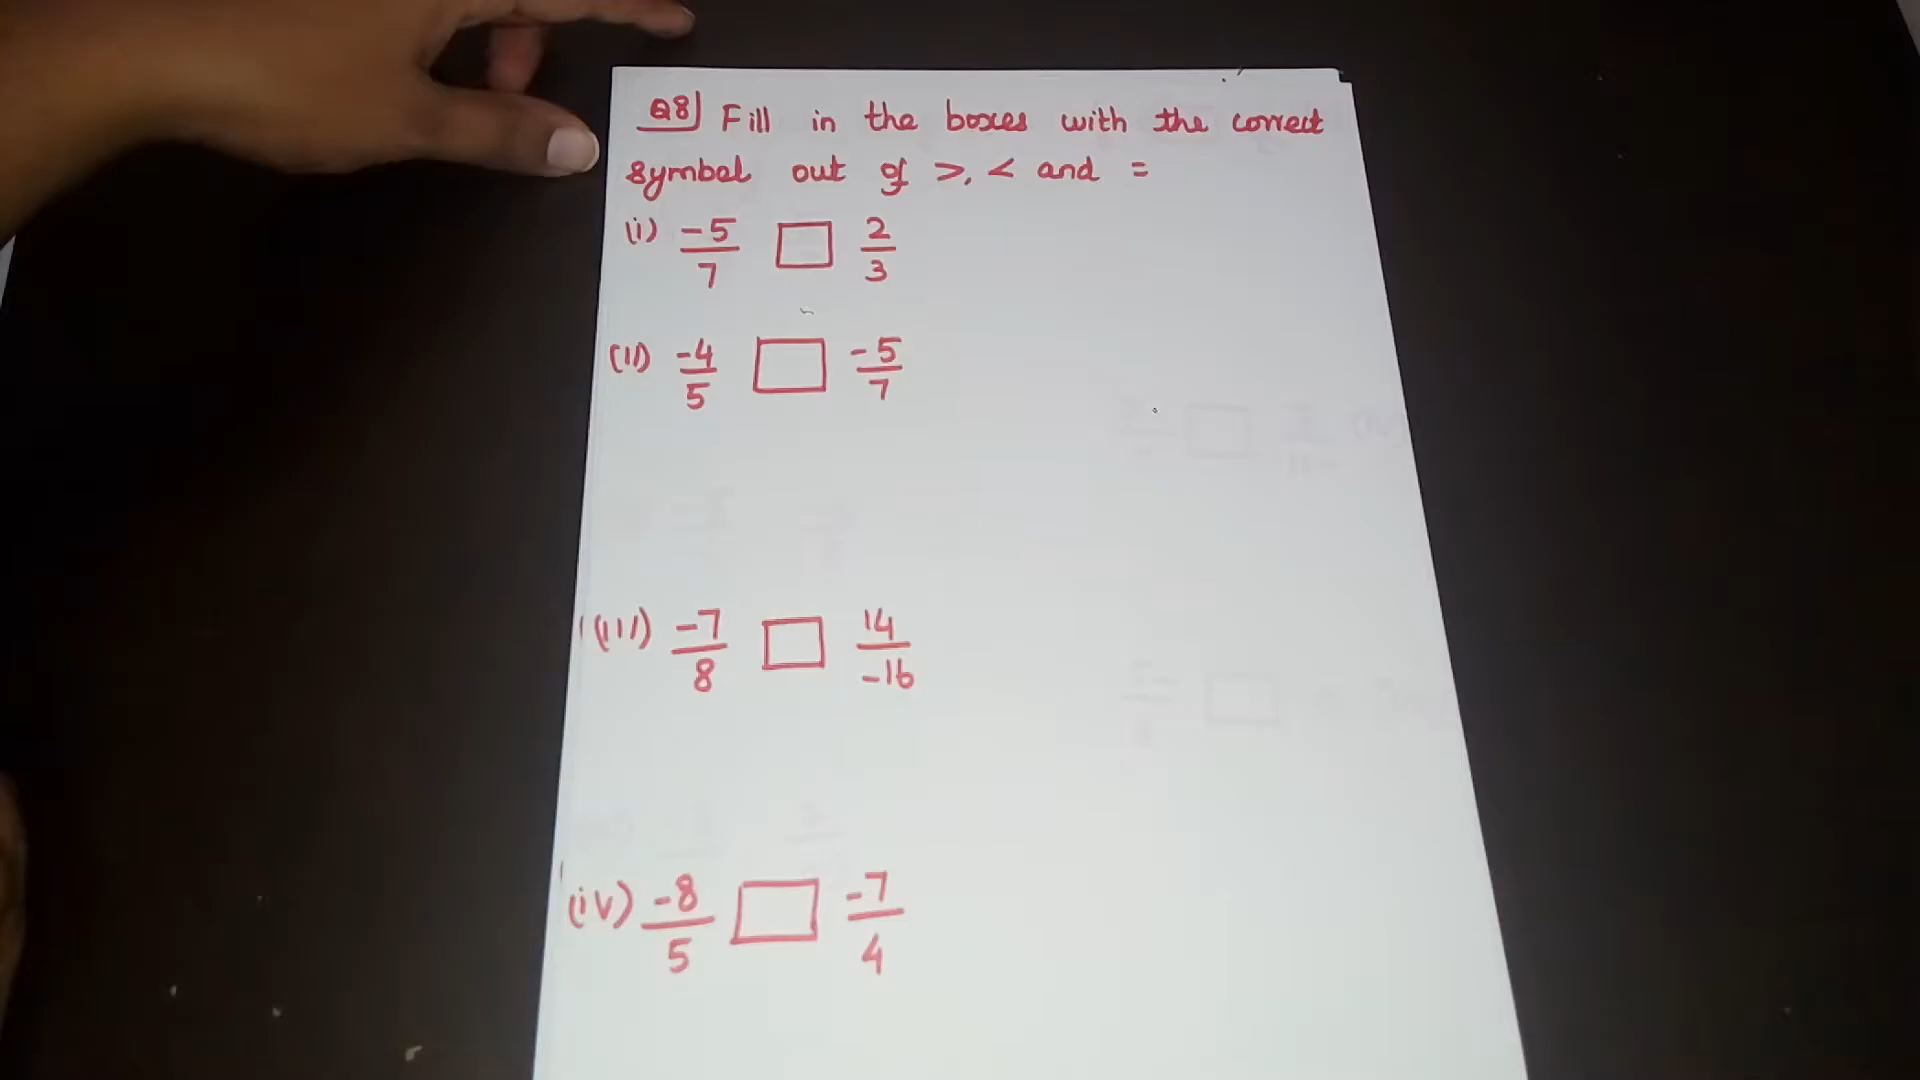 Q8] Fill in the boxes with the correct
symbol out of >, < and =
(i) -5/7 □ 2/3
(ii) -4/5 □ -5/7
(iii) -7/8 □ 14/-16
(iv) -8/5 □ -7/4